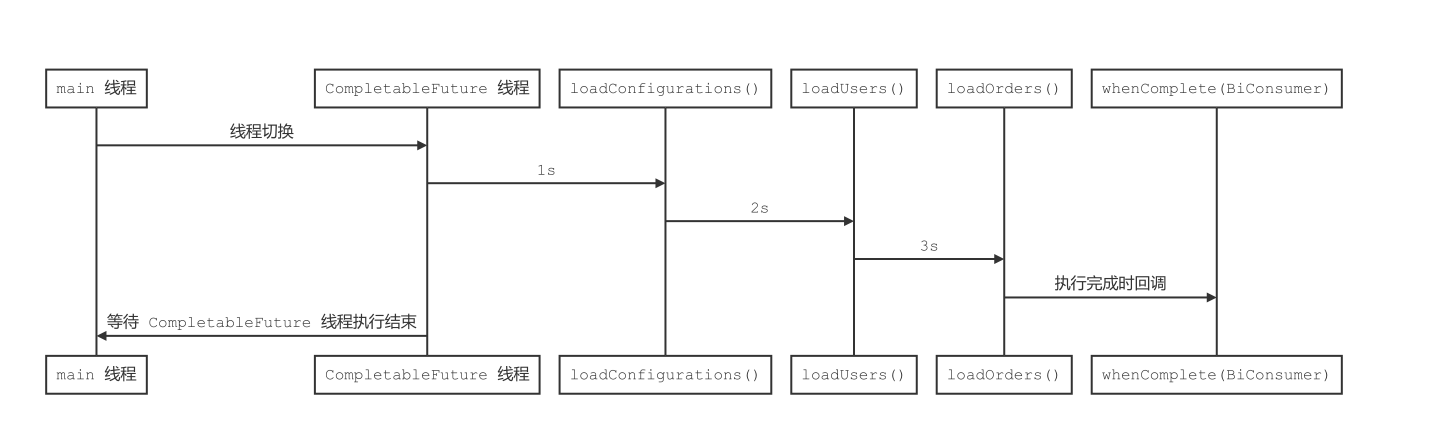 main 线程
CompletableFuture 线程
loadConfigurations()
loadUsers()
loadOrders()
whenComplete(BiConsumer)
线程切换
1s
2s
3s
执行完成时回调
等待 CompletableFuture 线程执行结束
main 线程
CompletableFuture 线程
loadConfigurations()
loadUsers()
loadOrders()
whenComplete(BiConsumer)